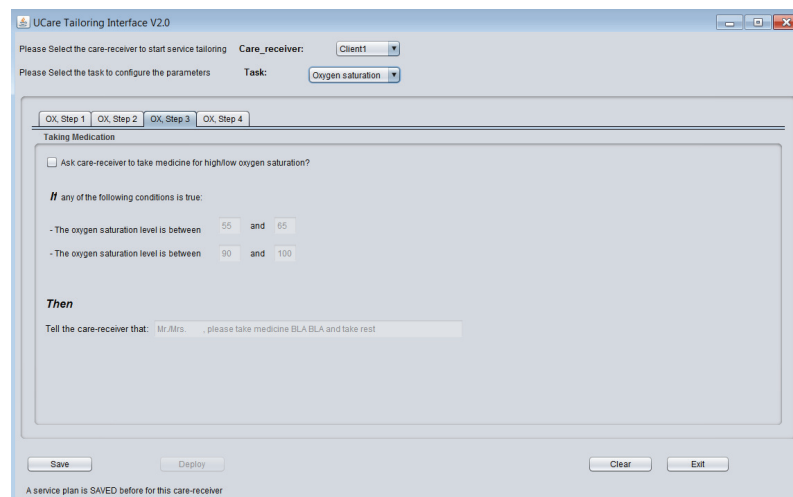 UCare Tailoring Interface V2.0
Please Select the care-receiver to start service tailoring Care_receiver: Client1
Please Select the task to configure the parameters Task: Oxygen saturation
OX, Step 1 OX, Step 2 OX, Step 3 OX, Step 4
Taking Medication
Ask care-receiver to take medicine for high/low oxygen saturation?
If any of the following conditions is true:
- The oxygen saturation level is between 55 and 65
- The oxygen saturation level is between 90 and 100
Then
Tell the care-receiver that: Mr./Mrs. , please take medicine BLA BLA and take rest
Save Deploy Clear Exit
A service plan is SAVED before for this care-receiver